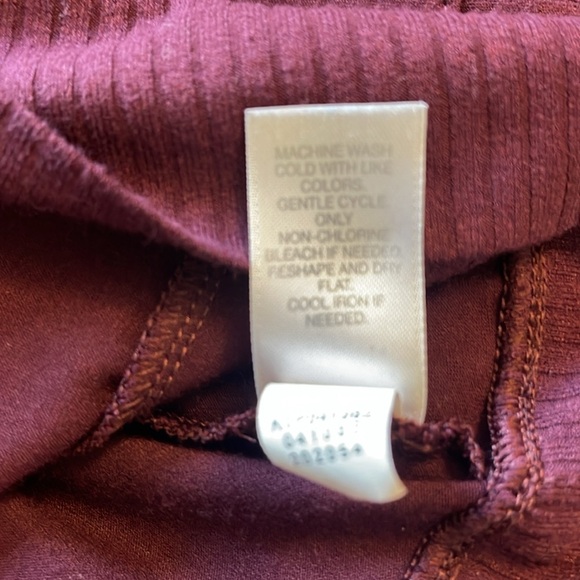 MACHINE WASH
COLD WITH LIKE
COLORS.
GENTLE CYCLE
ONLY
NON-CHLORINE
BLEACH IF NEEDED
RESHAPE AND DRY
FLAT.
COOL IRON IF
NEEDED.
202054